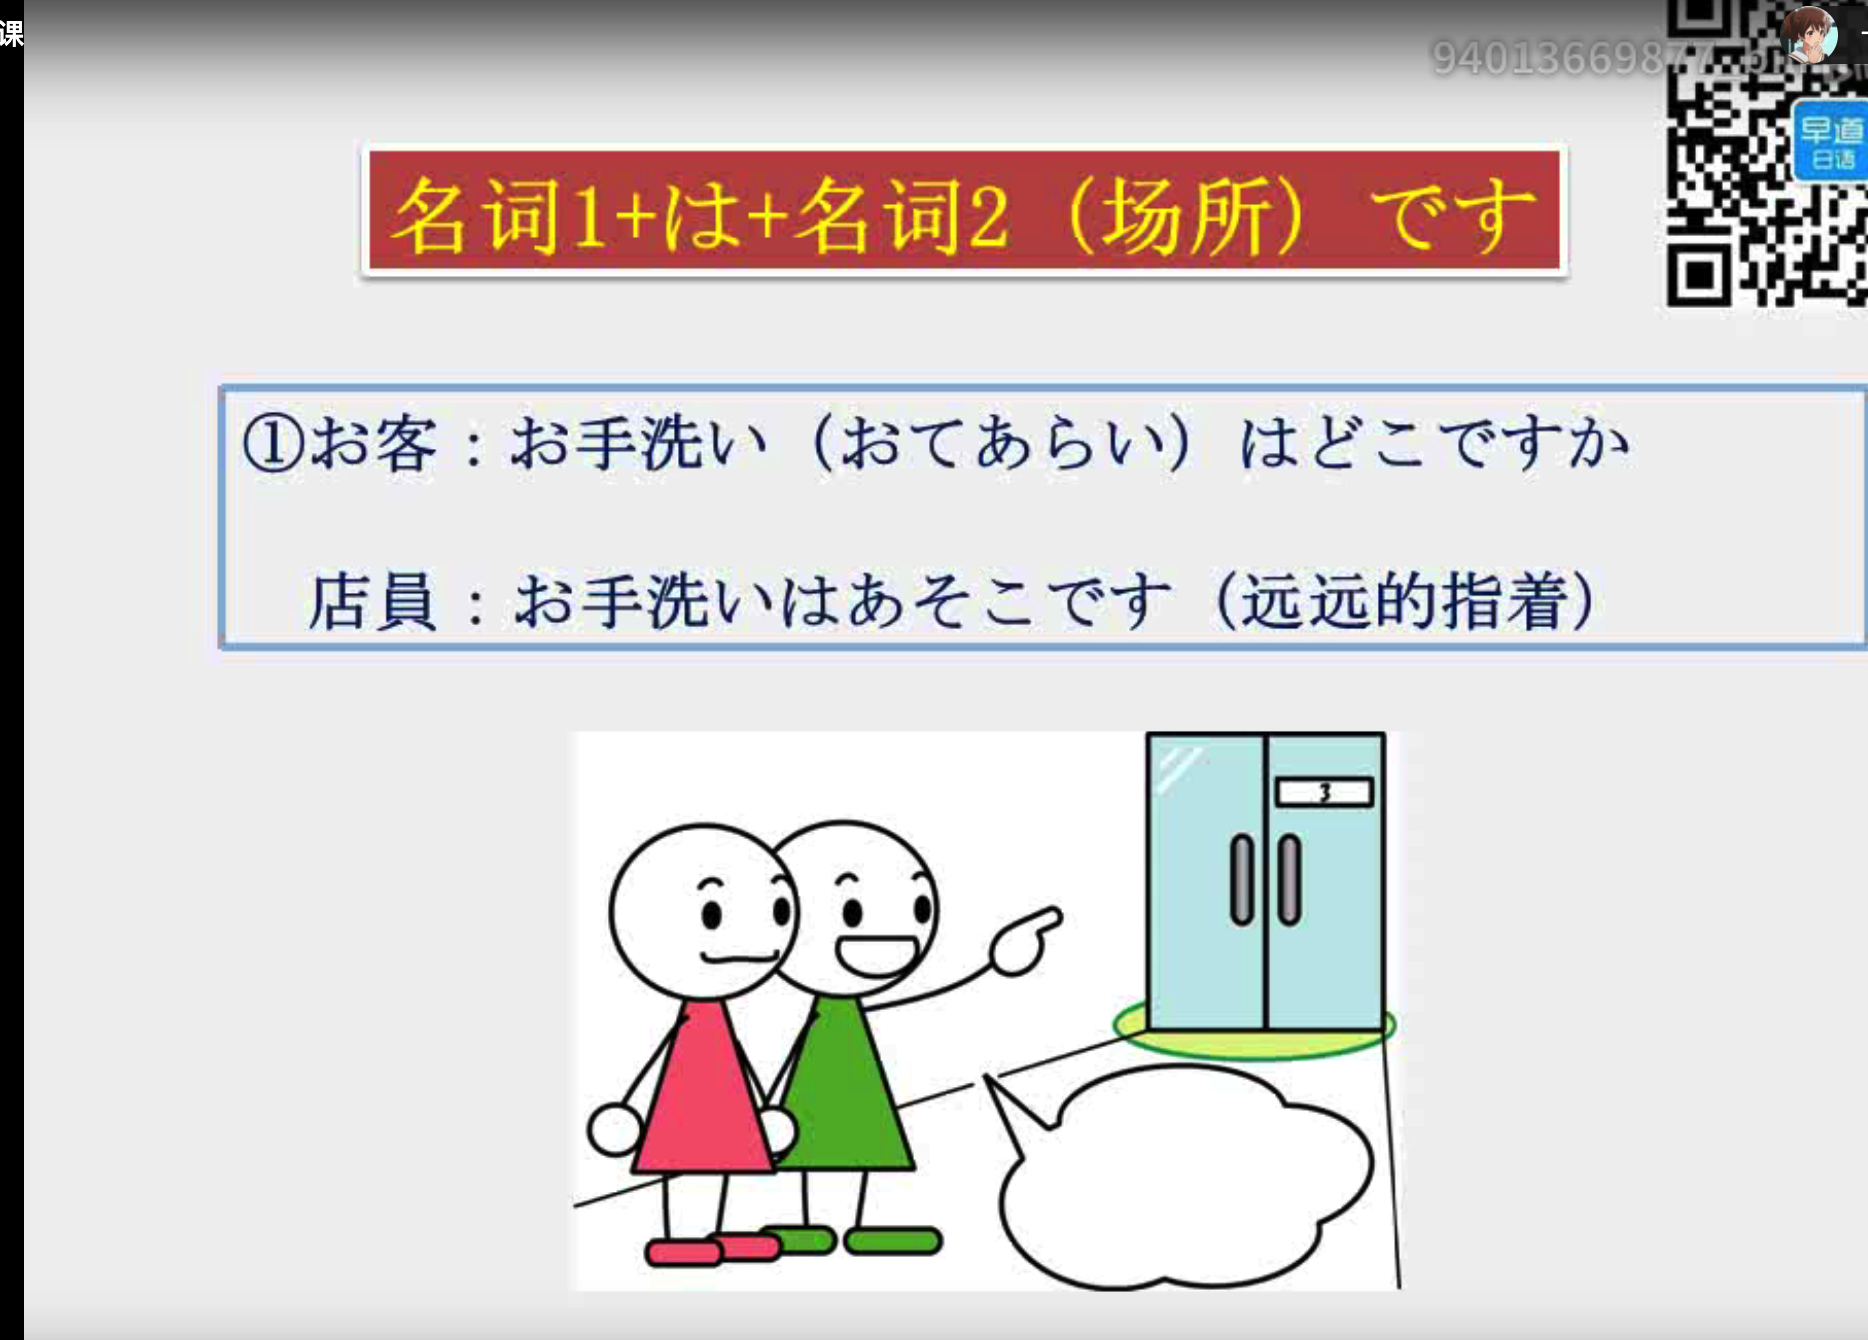 课
94013669877
早道
日语
名词1+は+名词2（场所）です
①お客：お手洗い（おてあらい）はどこですか
店員：お手洗いはあそこです（远远的指着）
3